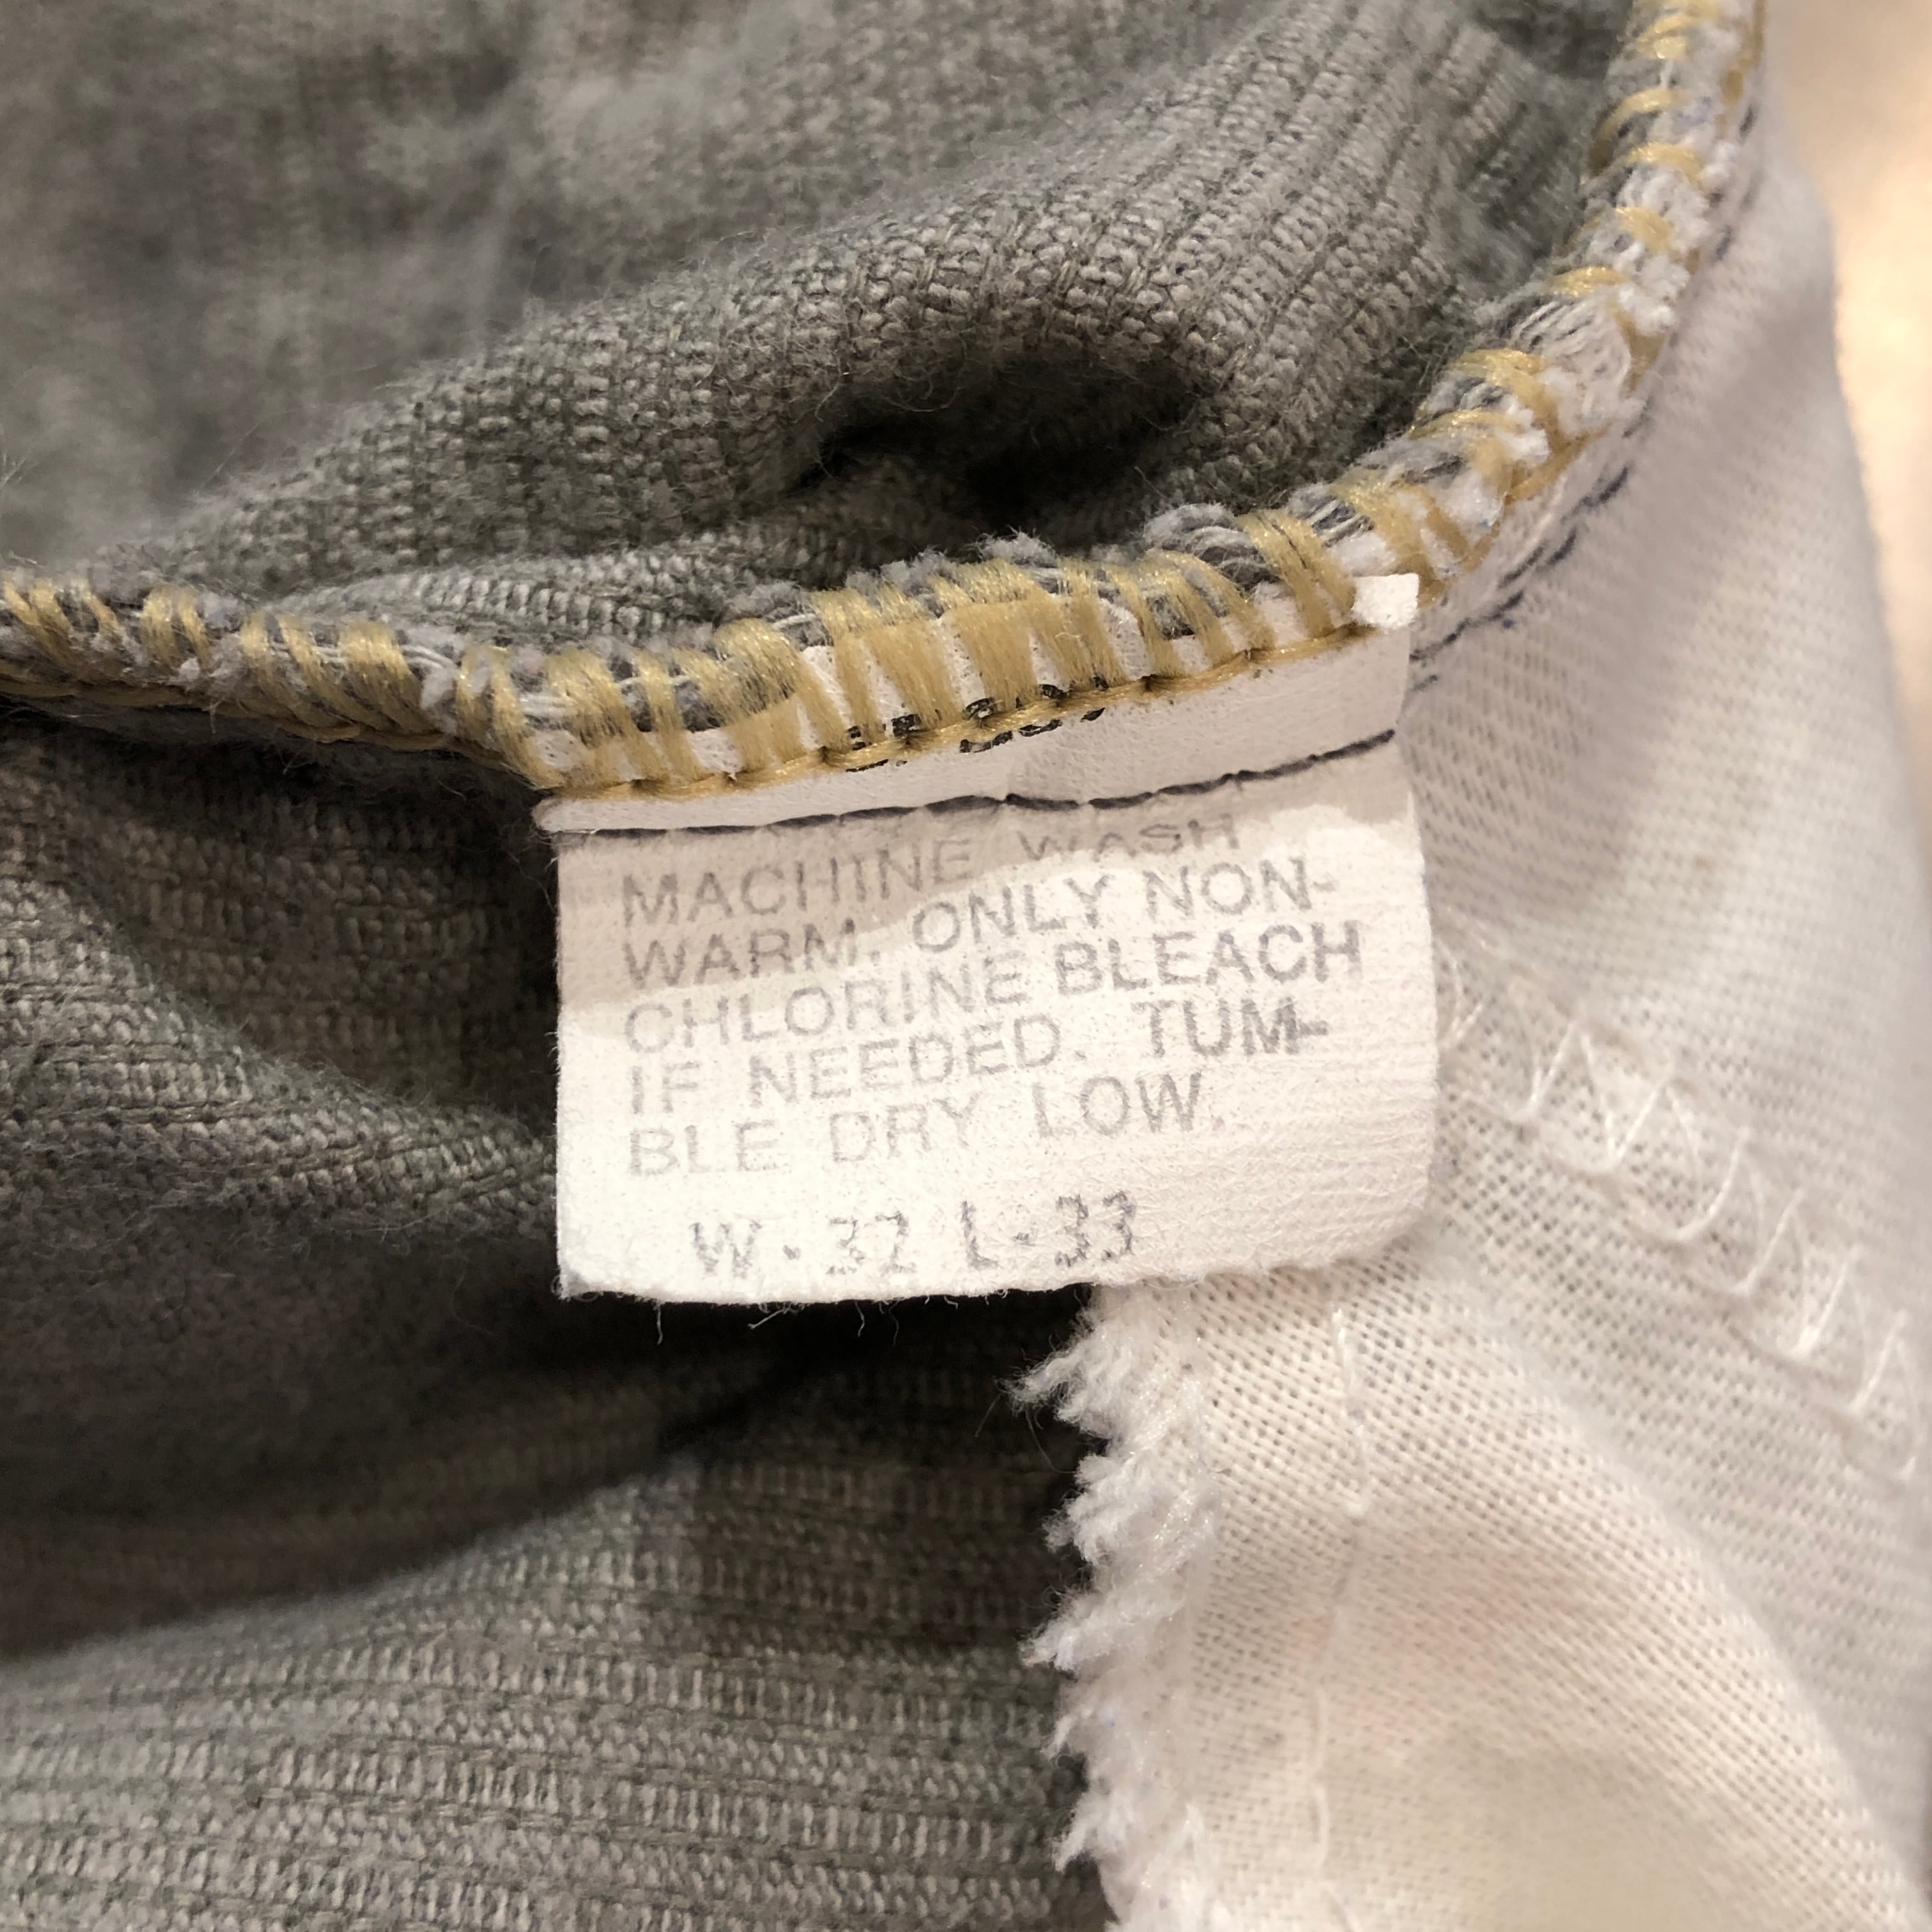 MACHINE WASH
WARM. ONLY NON-
CHLORINE BLEACH
IF NEEDED. TUM-
BLE DRY LOW.
W-32 L-33